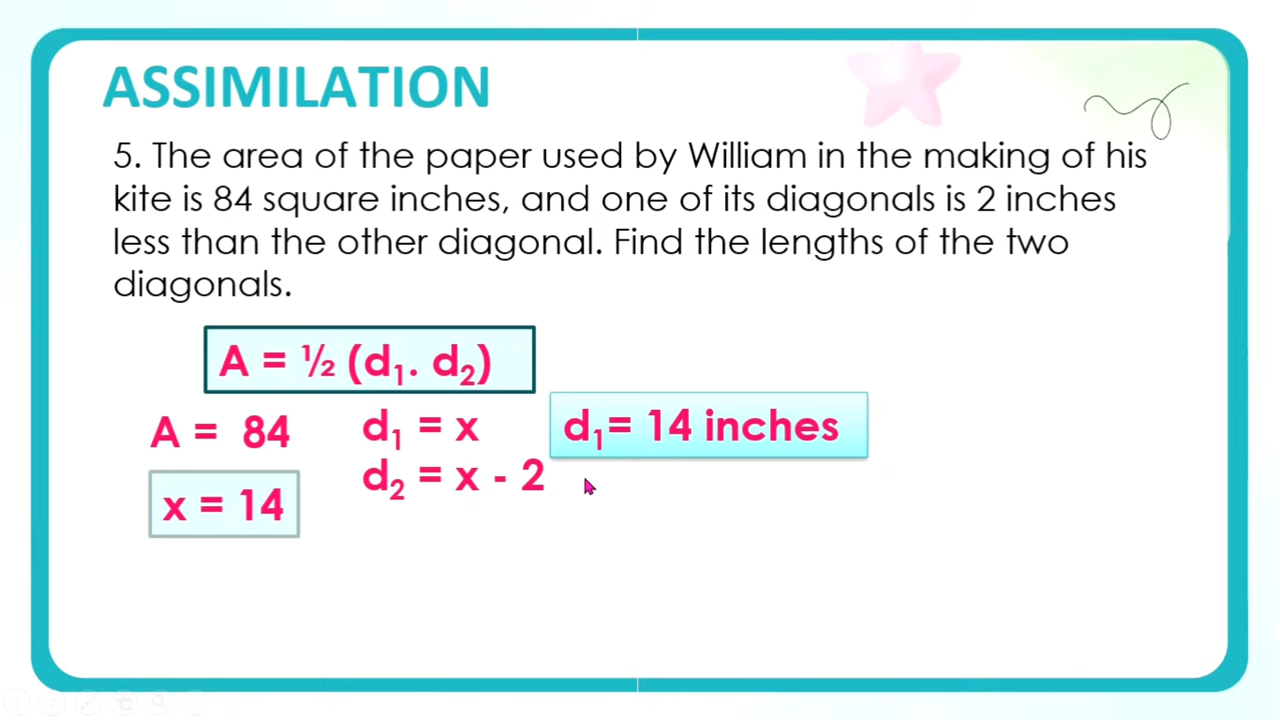 ASSIMILATION
5. The area of the paper used by William in the making of his
kite is 84 square inches, and one of its diagonals is 2 inches
less than the other diagonal. Find the lengths of the two
diagonals.
A = ½ (d₁. d₂)
A = 84
d₁ = x
d₁= 14 inches
d₂ = x - 2
x = 14